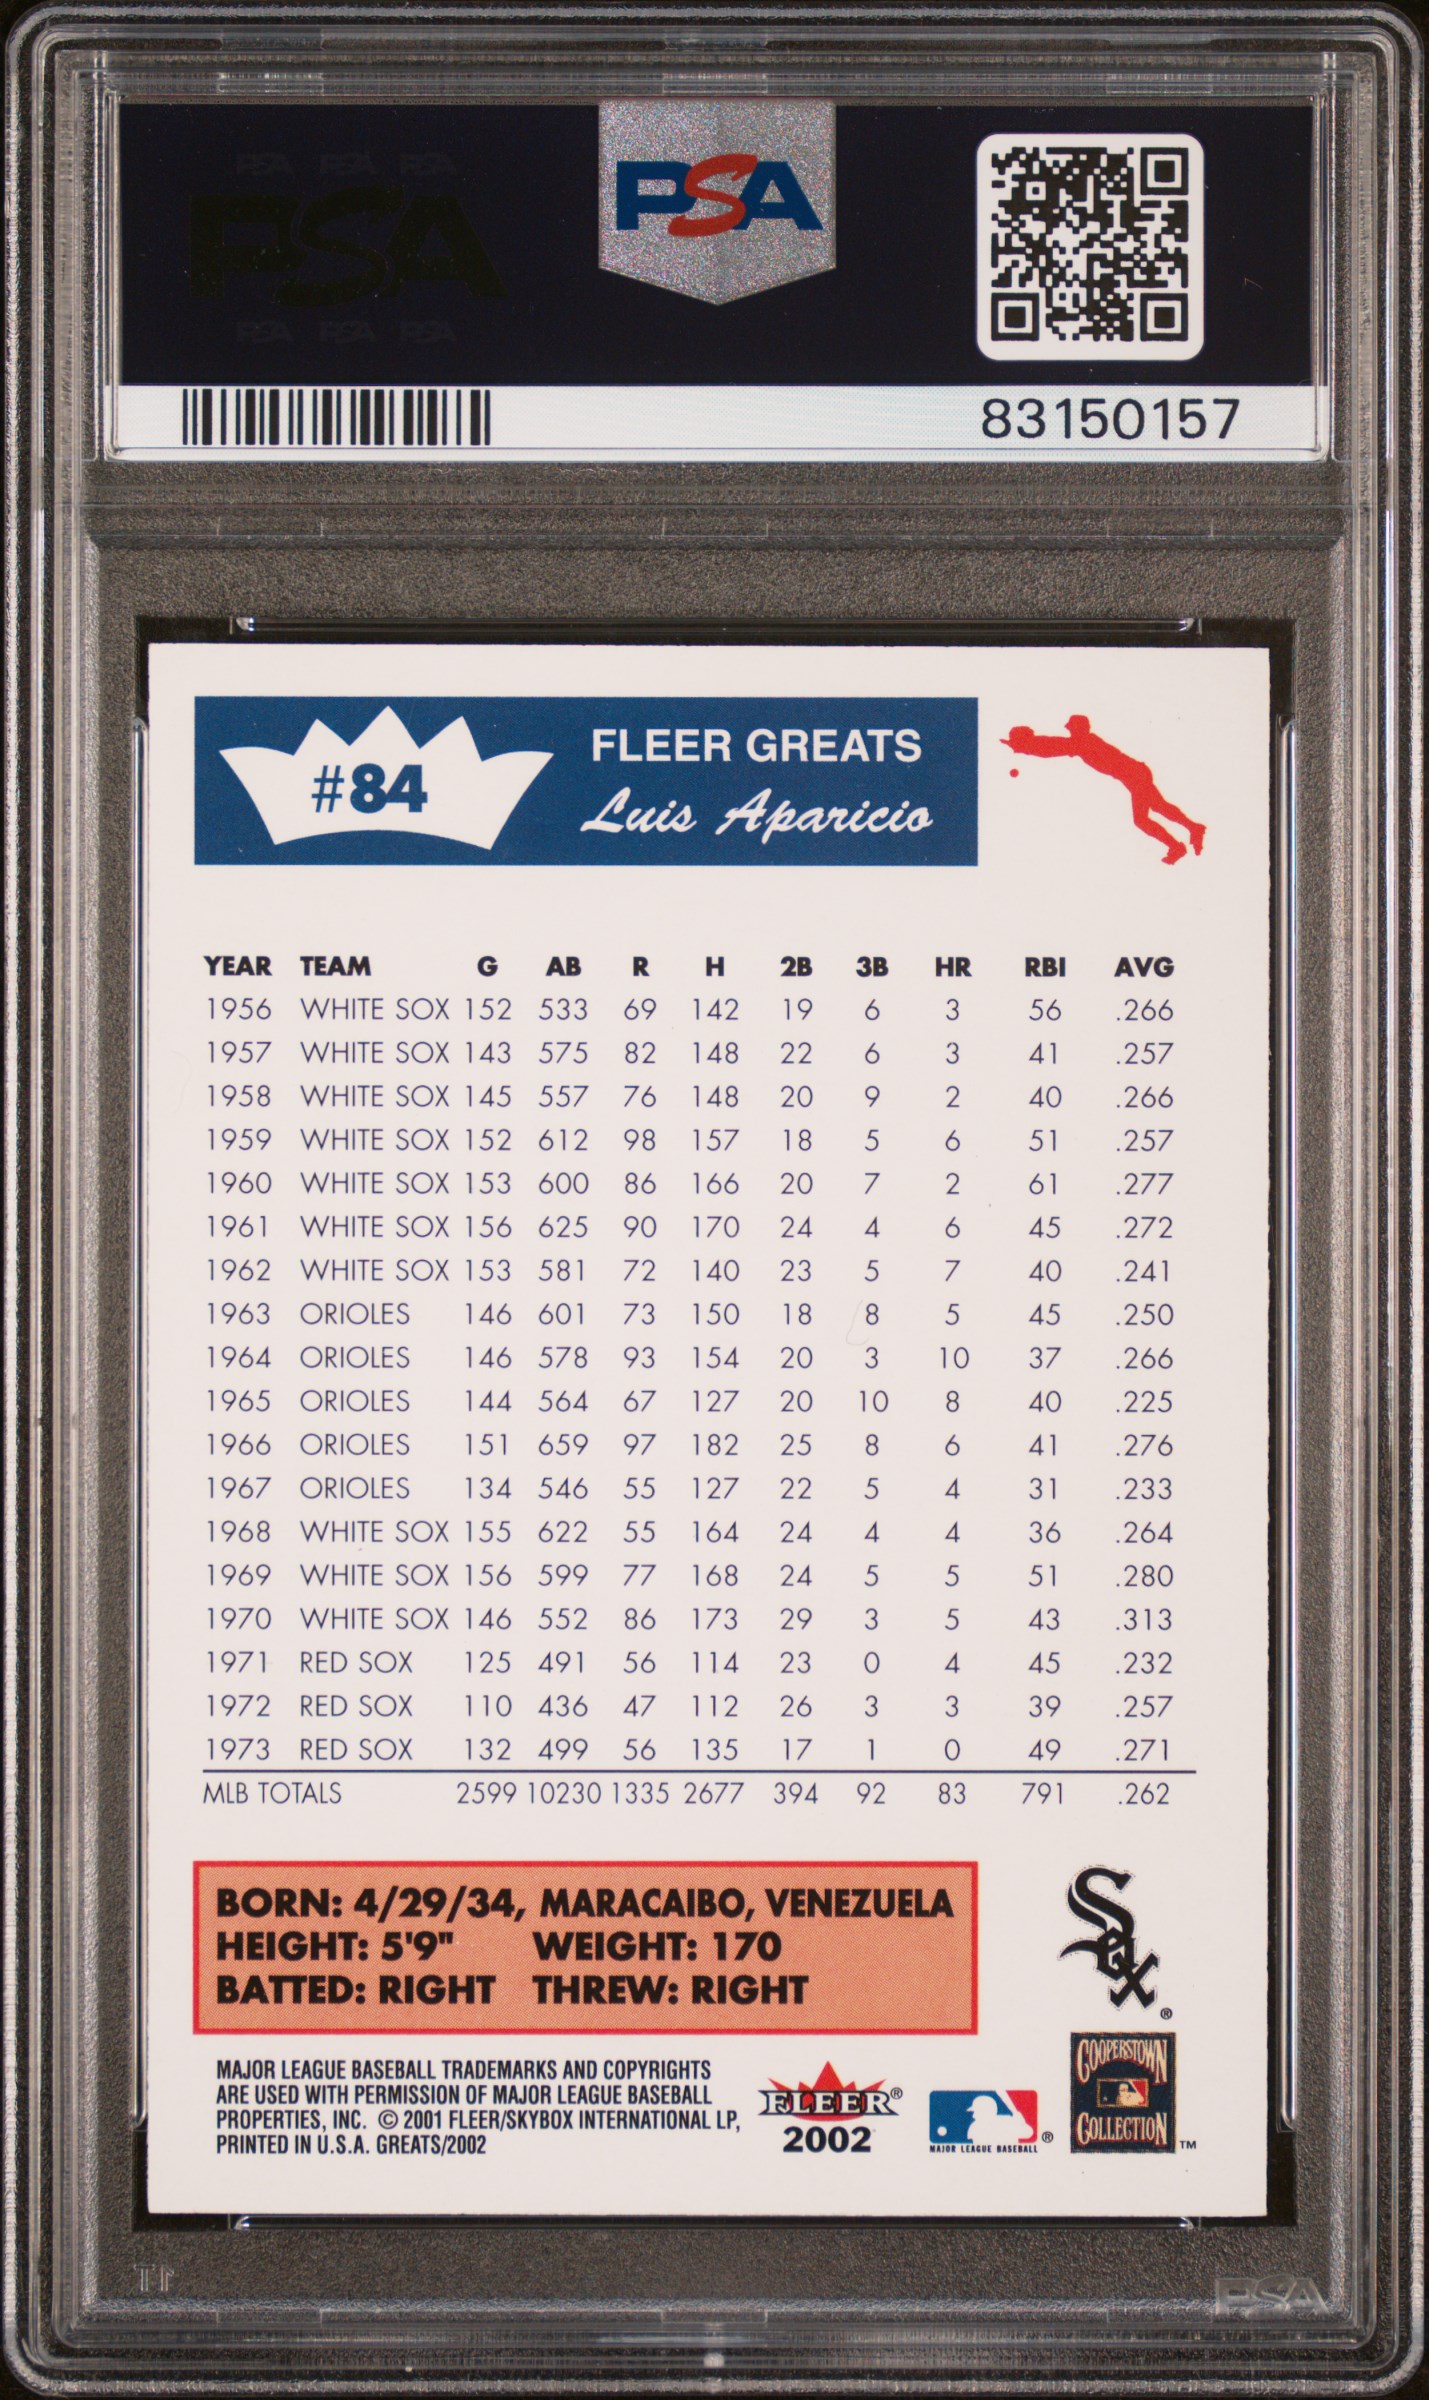 PSA PSA PSA
PSA
PSA PSA PSA
PSA
83150157
#84
FLEER GREATS
Luis Aparicio
YEAR TEAM G AB R H 2B 3B HR RBI AVG
1956 WHITE SOX 152 533 69 142 19 6 3 56 .266
1957 WHITE SOX 143 575 82 148 22 6 3 41 .257
1958 WHITE SOX 145 557 76 148 20 9 2 40 .266
1959 WHITE SOX 152 612 98 157 18 5 6 51 .257
1960 WHITE SOX 153 600 86 166 20 7 2 61 .277
1961 WHITE SOX 156 625 90 170 24 4 6 45 .272
1962 WHITE SOX 153 581 72 140 23 5 7 40 .241
1963 ORIOLES 146 601 73 150 18 8 5 45 .250
1964 ORIOLES 146 578 93 154 20 3 10 37 .266
1965 ORIOLES 144 564 67 127 20 10 8 40 .225
1966 ORIOLES 151 659 97 182 25 8 6 41 .276
1967 ORIOLES 134 546 55 127 22 5 4 31 .233
1968 WHITE SOX 155 622 55 164 24 4 4 36 .264
1969 WHITE SOX 156 599 77 168 24 5 5 51 .280
1970 WHITE SOX 146 552 86 173 29 3 5 43 .313
1971 RED SOX 125 491 56 114 23 0 4 45 .232
1972 RED SOX 110 436 47 112 26 3 3 39 .257
1973 RED SOX 132 499 56 135 17 1 0 49 .271
MLB TOTALS 2599 10230 1335 2677 394 92 83 791 .262
BORN: 4/29/34, MARACAIBO, VENEZUELA
HEIGHT: 5'9" WEIGHT: 170
BATTED: RIGHT THREW: RIGHT
Sox®
MAJOR LEAGUE BASEBALL TRADEMARKS AND COPYRIGHTS
ARE USED WITH PERMISSION OF MAJOR LEAGUE BASEBALL
PROPERTIES, INC. © 2001 FLEER/SKYBOX INTERNATIONAL LP,
PRINTED IN U.S.A. GREATS/2002
FLEER®
2002
MAJOR LEAGUE BASEBALL®
COOPERSTOWN
COLLECTION™
PSA